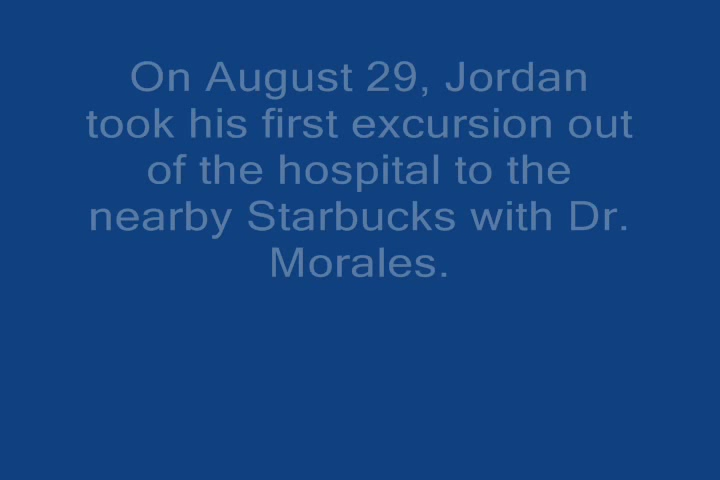 On August 29, Jordan
took his first excursion out
of the hospital to the
nearby Starbucks with Dr.
Morales.